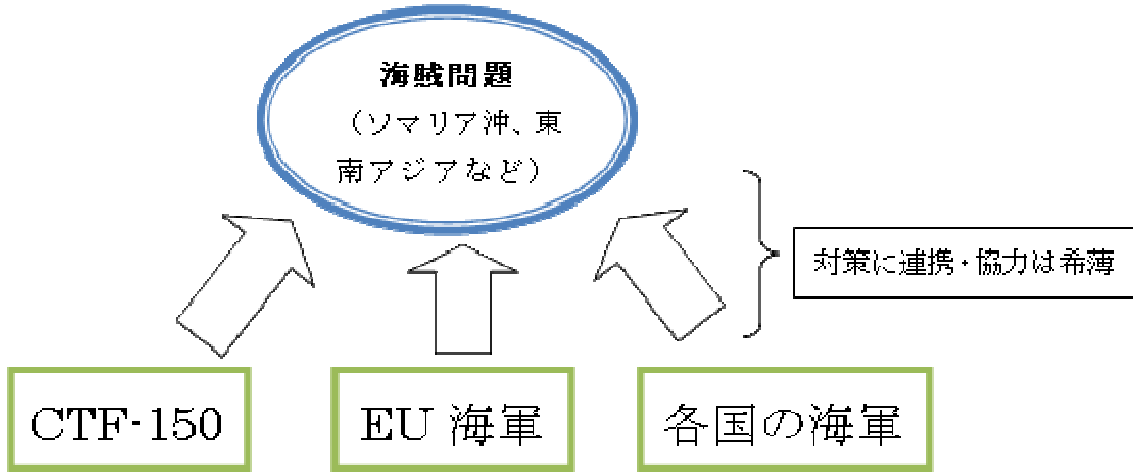 海賊問題
（ソマリア沖、東
南アジアなど）
対策に連携・協力は希薄
CTF-150
EU 海軍
各国の海軍